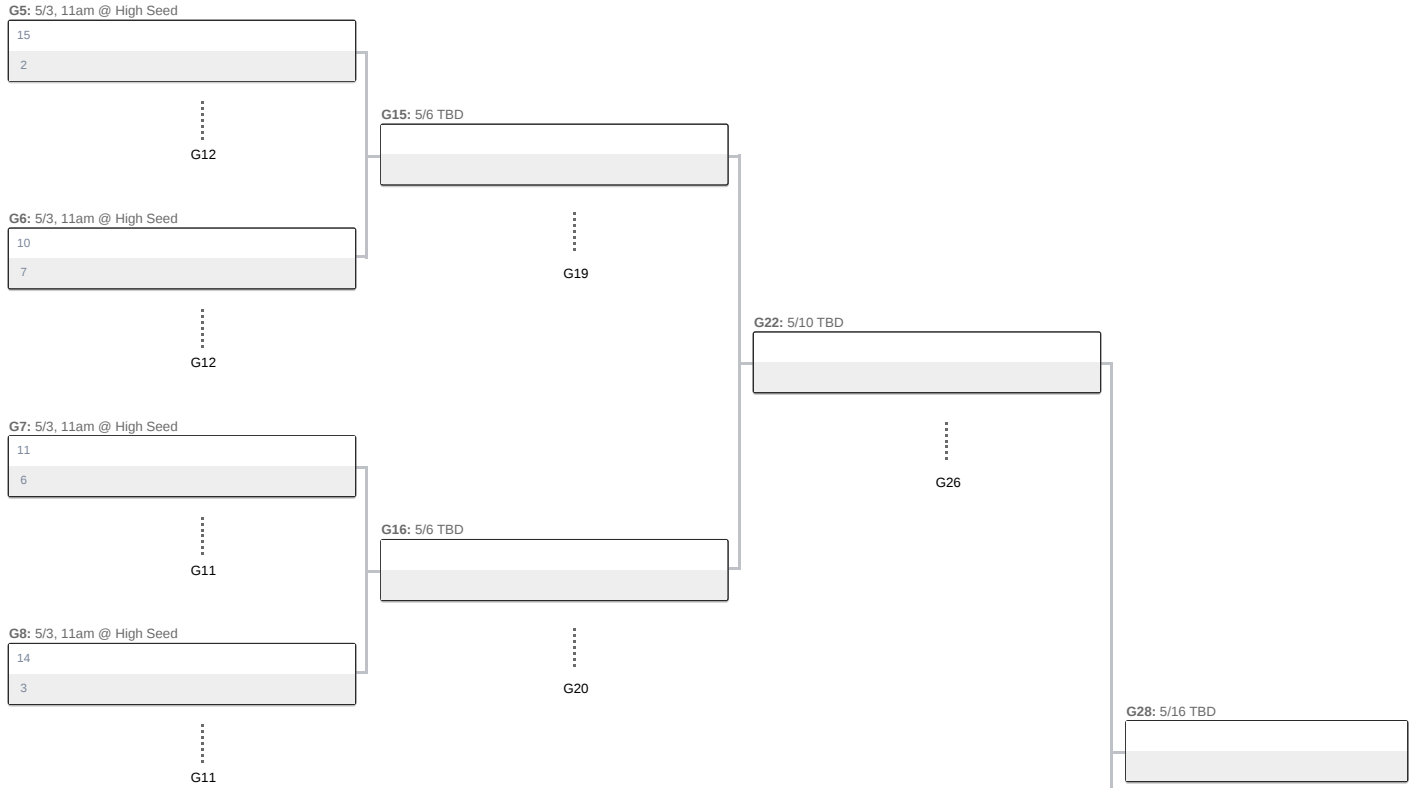 G5: 5/3, 11am @ High Seed
15
2
G12
G6: 5/3, 11am @ High Seed
10
7
G12
G7: 5/3, 11am @ High Seed
11
6
G11
G8: 5/3, 11am @ High Seed
14
3
G11
G15: 5/6 TBD
G19
G16: 5/6 TBD
G20
G22: 5/10 TBD
G26
G28: 5/16 TBD